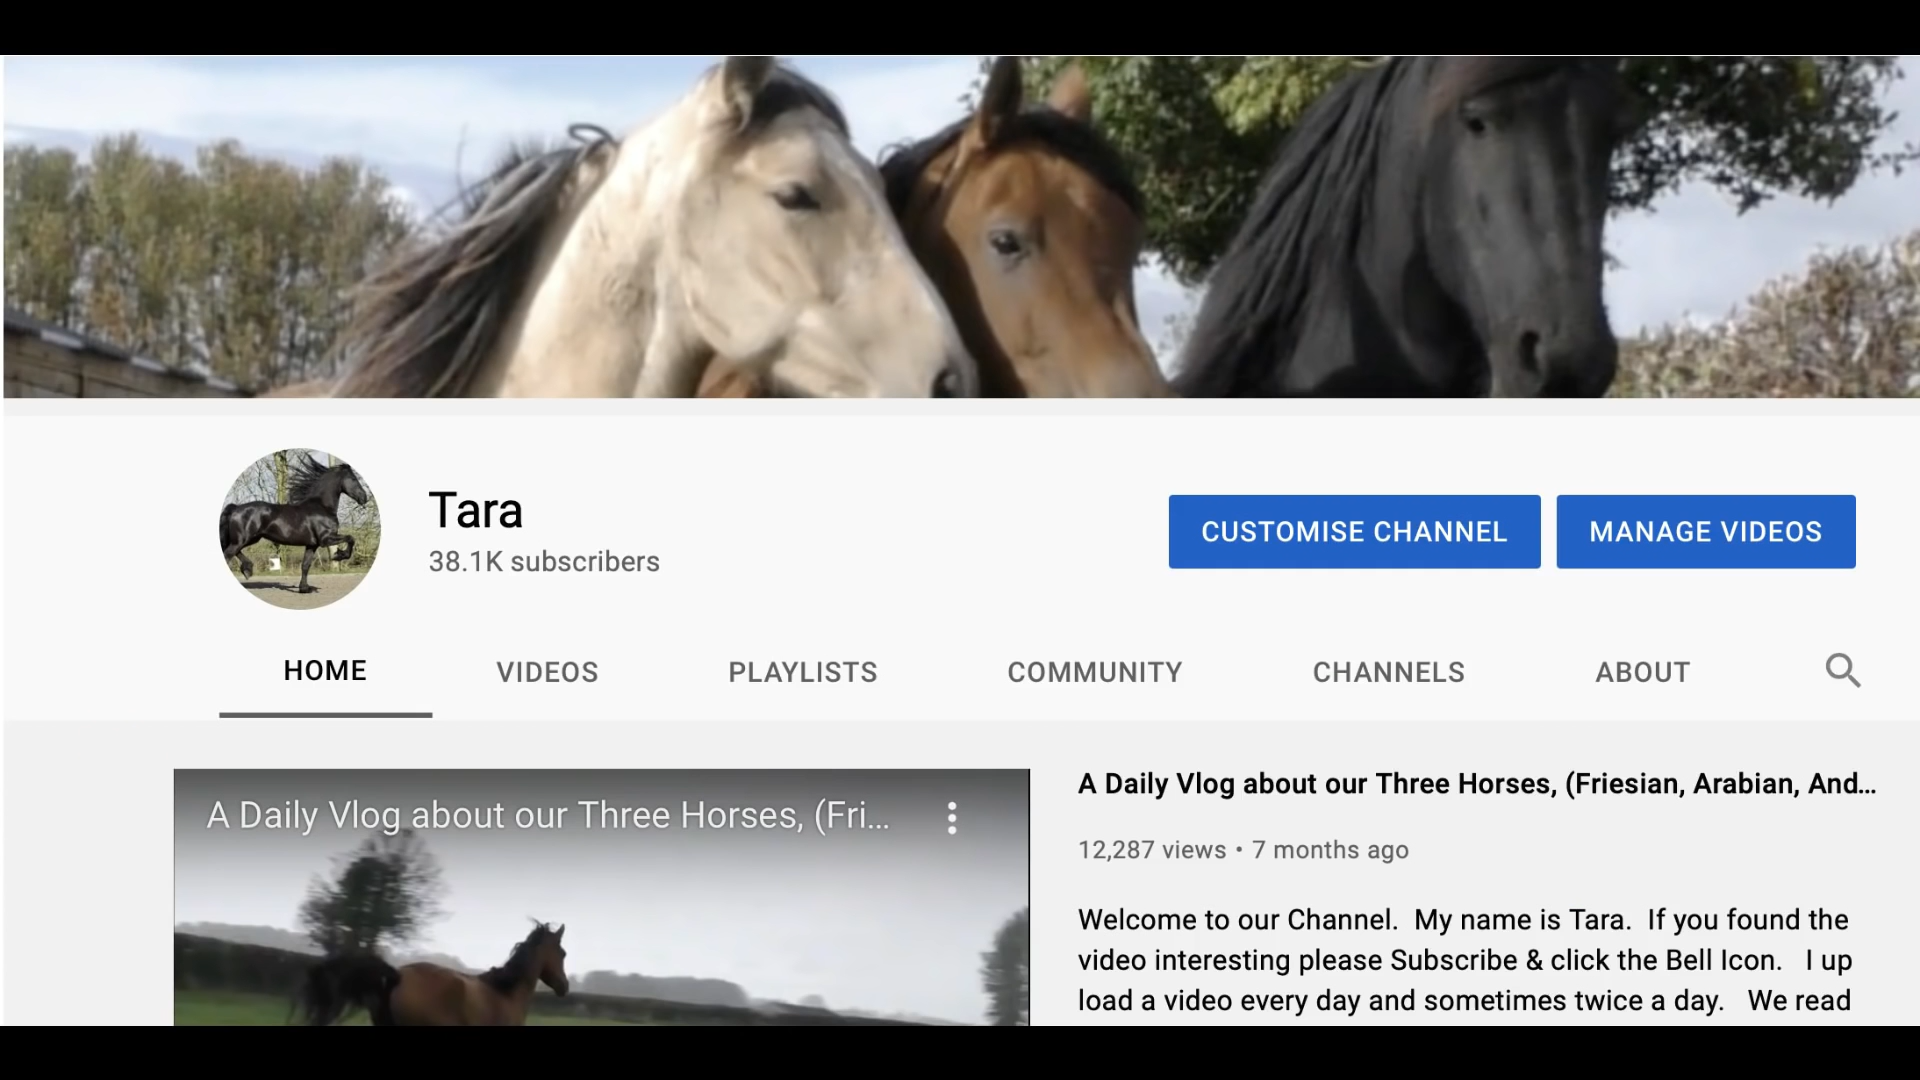 Tara
38.1K subscribers
CUSTOMISE CHANNEL
MANAGE VIDEOS
HOME
VIDEOS
PLAYLISTS
COMMUNITY
CHANNELS
ABOUT
A Daily Vlog about our Three Horses, (Fri...
A Daily Vlog about our Three Horses, (Friesian, Arabian, And...
12,287 views • 7 months ago
Welcome to our Channel.  My name is Tara.  If you found the
video interesting please Subscribe & click the Bell Icon.   I up
load a video every day and sometimes twice a day.   We read